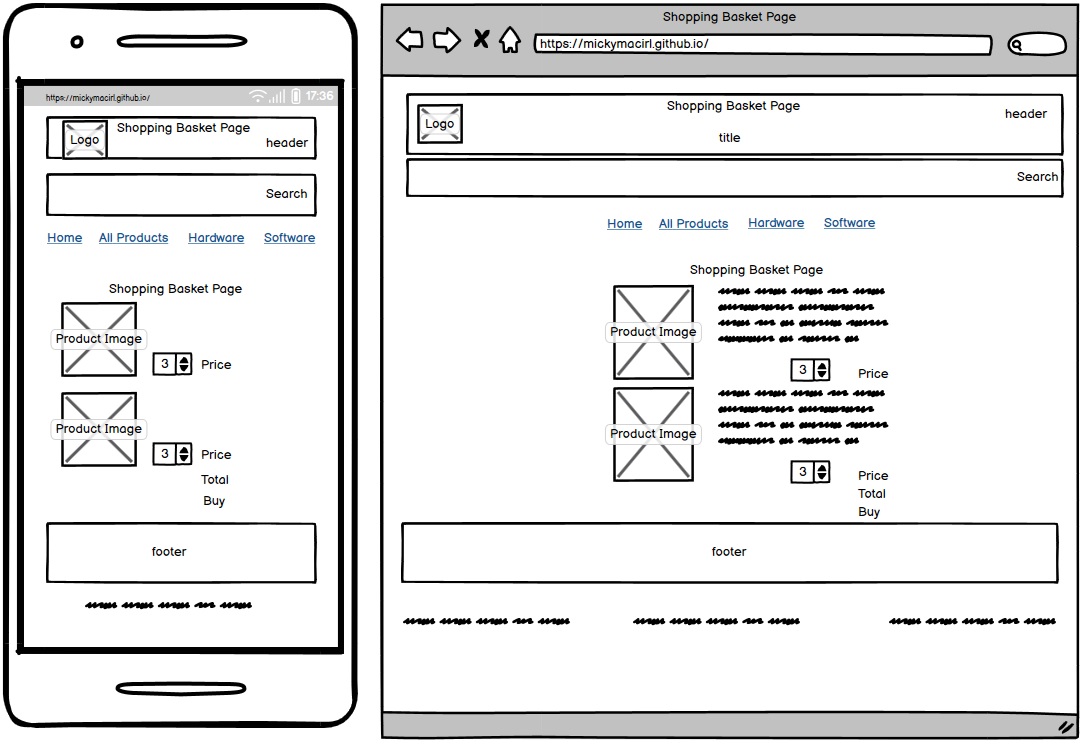 https://mickymacirl.github.io/
17:36
Logo
Shopping Basket Page
header
Search
Home All Products Hardware Software
Shopping Basket Page
Product Image
3 Price
Product Image
3 Price
Total
Buy
footer
Shopping Basket Page
https://mickymacirl.github.io/
Logo
Shopping Basket Page
header
title
Search
Home All Products Hardware Software
Shopping Basket Page
Product Image
3 Price
Product Image
3 Price
Total
Buy
footer